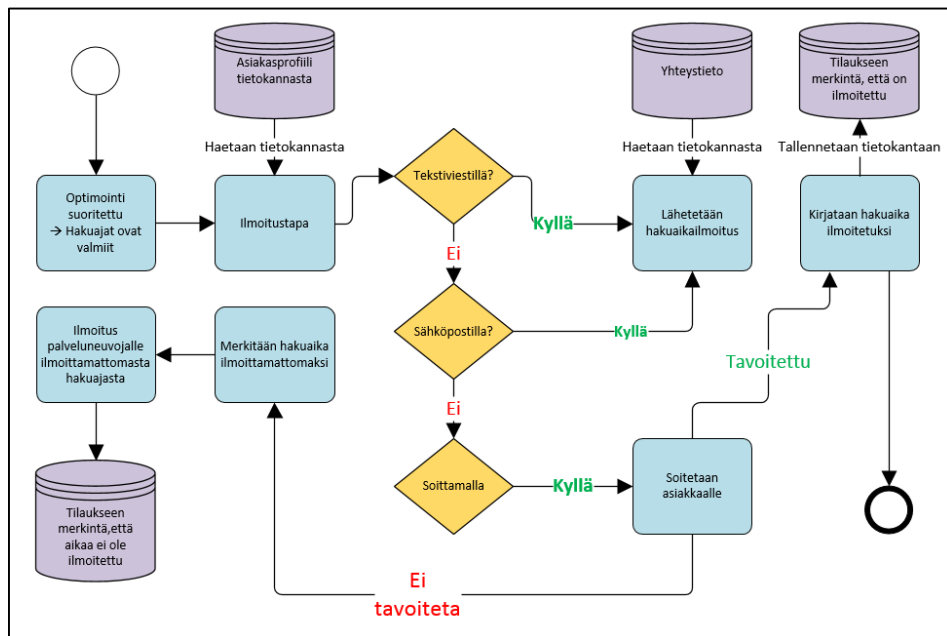 Asiakasprofiili
tietokannasta
Yhteystieto
Tilaukseen
merkintä, että on
ilmoitettu
Haetaan tietokannasta
Haetaan tietokannasta
Tallennetaan tietokantaan
Optimointi
suoritettu
→ Hakuajat ovat
valmiit
Ilmoitustapa
Tekstiviestillä?
Kyllä
Lähetetään
hakuaikailmoitus
Kirjataan hakuaika
ilmoitetuksi
Ei
Ilmoitus
palveluneuvojalle
ilmoittamattomasta
hakuajasta
Merkitään hakuaika
ilmoittamattomaksi
Sähköpostilla?
Kyllä
Tavoitettu
Ei
Soittamalla
Kyllä
Soitetaan
asiakkaalle
Tilaukseen
merkintä,että
aikaa ei ole
ilmoitettu
Ei
tavoiteta